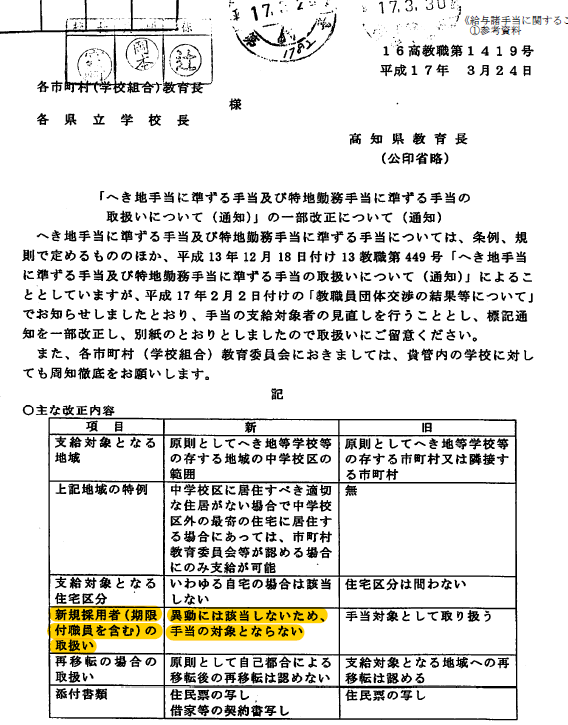 17.3.2
17.3.30
《給与諸手当に関するこ
①参考資料
様
岡本
辻
1782
16高教職第1419号
平成17年 3月24日
各市町村(学校組合)教育長
様
各県立学校長
高知県教育長
(公印省略)
「へき地手当に準ずる手当及び特地勤務手当に準ずる手当の
取扱いについて(通知)」の一部改正について(通知)
へき地手当に準ずる手当及び特地勤務手当に準ずる手当については、条例、規
則で定めるもののほか、平成13年12月18日付け13教職第449号「へき地手当
に準ずる手当及び特地勤務手当に準ずる手当の取扱いについて(通知)」によるこ
ととしていますが、平成17年2月2日付けの「教職員団体交渉の結果等について」
でお知らせしましたとおり、手当の支給対象者の見直しを行うこととし、標記通
知を一部改正し、別紙のとおりとしましたので取扱いにご留意ください。
また、各市町村(学校組合)教育委員会におきましては、貴管内の学校に対し
ても周知徹底をお願いします。
記
〇主な改正内容
項 目 新 旧
支給対象となる 原則としてへき地等学校等 原則としてへき地等学校等
地域 の存する地域の中学校区の の存する市町村又は隣接す
範囲 る市町村
上記地域の特例 中学校区に居住すべき適切 無
な住居がない場合で中学校
区外の最寄の住宅に居住す
る場合にあっては、市町村
教育委員会等が認める場合
にのみ支給が可能
支給対象となる いわゆる自宅の場合は該当 住宅区分は問わない
住宅区分 しない
新規採用者(期限 異動には該当しないため、 手当対象として取り扱う
付職員を含む)の 手当の対象とならない
取扱い
再移転の場合の 原則として自己都合による 支給対象となる地域への再
取扱い 移転後の再移転は認めない 移転は認める
添付書類 住民票の写し 住民票の写し
借家等の契約書写し